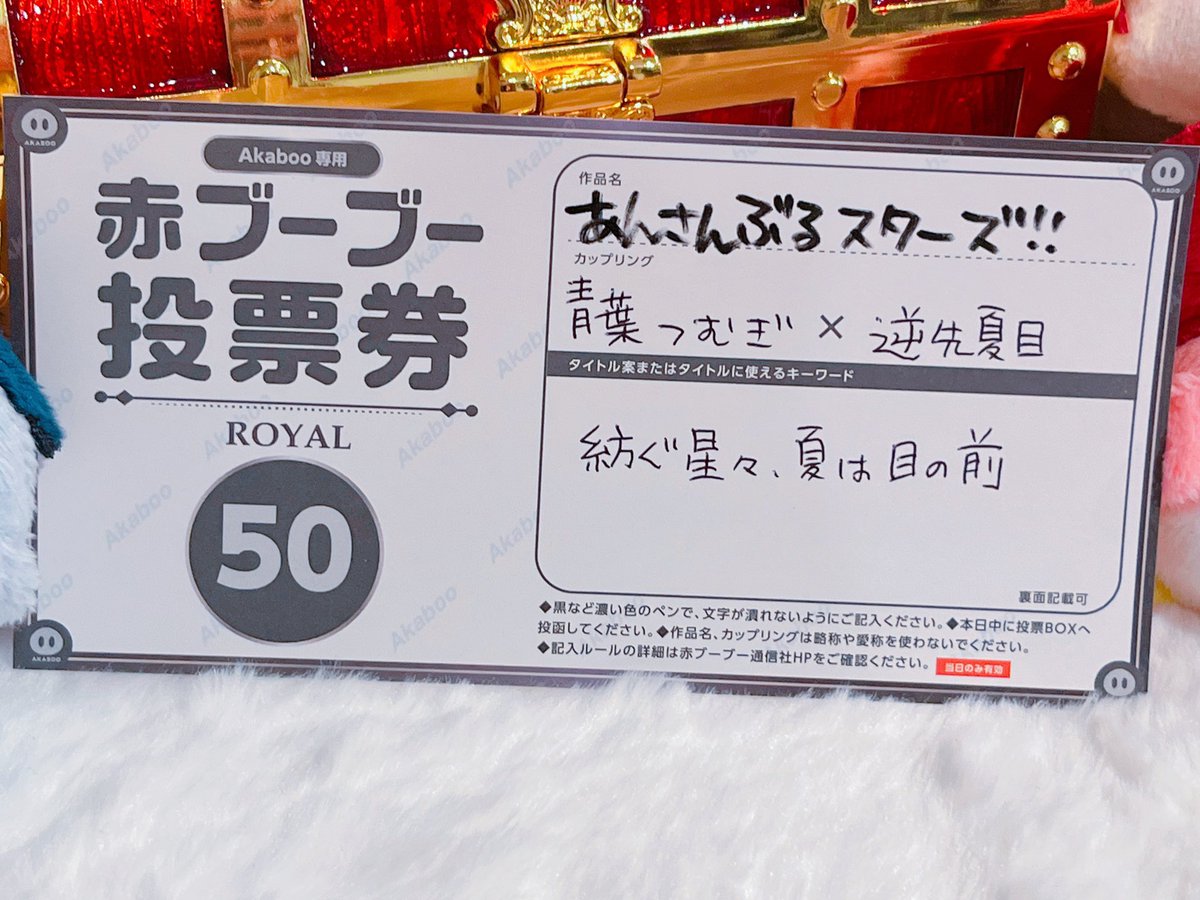 Akaboo 専用
赤ブーブー
投票券
ROYAL
50
作品名
あんさんぶるスターズ!!
カップリング
青葉つむぎ × 逆先夏目
タイトル案またはタイトルに使えるキーワード
紡ぐ星々、夏は目の前
裏面記載可
◆黒など濃い色のペンで、文字が潰れないようにご記入ください。◆本日中に投票BOXへ
投函してください。◆作品名、カップリングは略称や愛称を使わないでください。
◆記入ルールの詳細は赤ブーブー通信社HPをご確認ください。 当日のみ有効
AKABOO
AKABOO
AKABOO